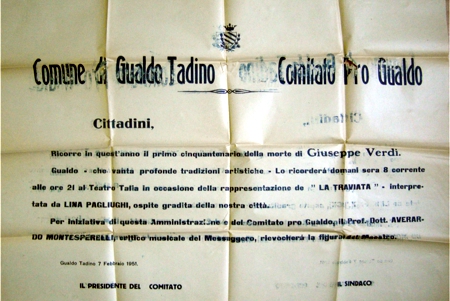 Comune di Gualdo Tadino Comitato Pro Gualdo
Cittadini,
Ricorre in quest'anno il primo cinquantenario della morte di Giuseppe Verdi.
Gualdo - che vanta profonde tradizioni artistiche - Lo ricorderà domani sera 8 corrente
alle ore 21 al Teatro Talia in occasione della rappresentazione de " LA TRAVIATA " - interpre-
tata da LINA PAGLIUGHI, ospite gradita della nostra città.
Per iniziativa di questa Amministrazione e del Comitato pro Gualdo, il Prof. Dott. AVERAR-
DO MONTESPERELLI, critico musicale del Messaggero, rievocherà la figura del Maestro.
Gualdo Tadino 7 Febbraio 1951.
IL PRESIDENTE DEL COMITATO IL SINDACO